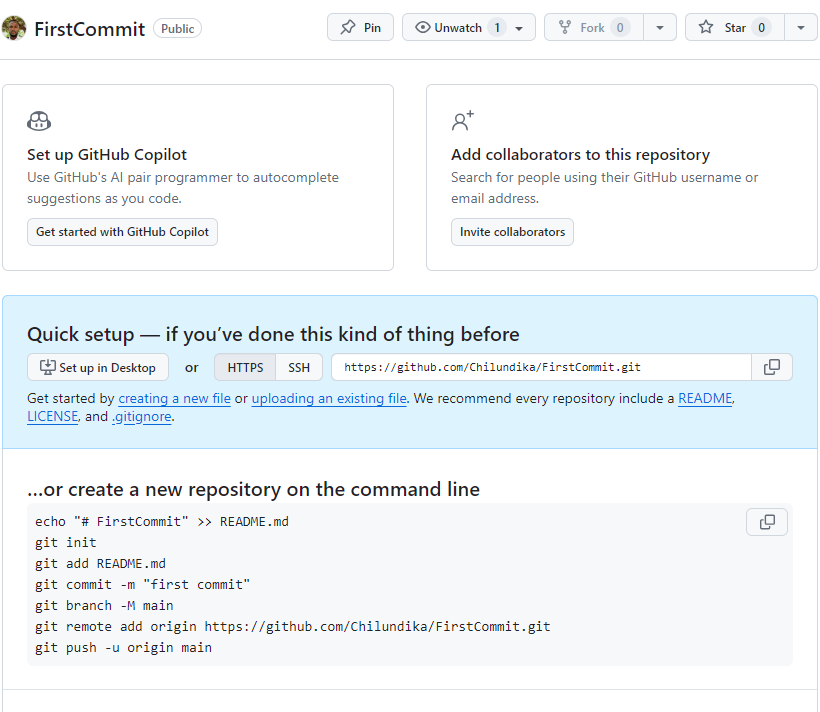 FirstCommit Public Pin Unwatch 1 Fork 0 Star 0
Set up GitHub Copilot
Use GitHub's AI pair programmer to autocomplete
suggestions as you code.
Get started with GitHub Copilot
Add collaborators to this repository
Search for people using their GitHub username or
email address.
Invite collaborators
Quick setup — if you’ve done this kind of thing before
Set up in Desktop or HTTPS SSH https://github.com/Chilundika/FirstCommit.git
Get started by creating a new file or uploading an existing file. We recommend every repository include a README,
LICENSE, and .gitignore.
…or create a new repository on the command line
echo "# FirstCommit" >> README.md
git init
git add README.md
git commit -m "first commit"
git branch -M main
git remote add origin https://github.com/Chilundika/FirstCommit.git
git push -u origin main